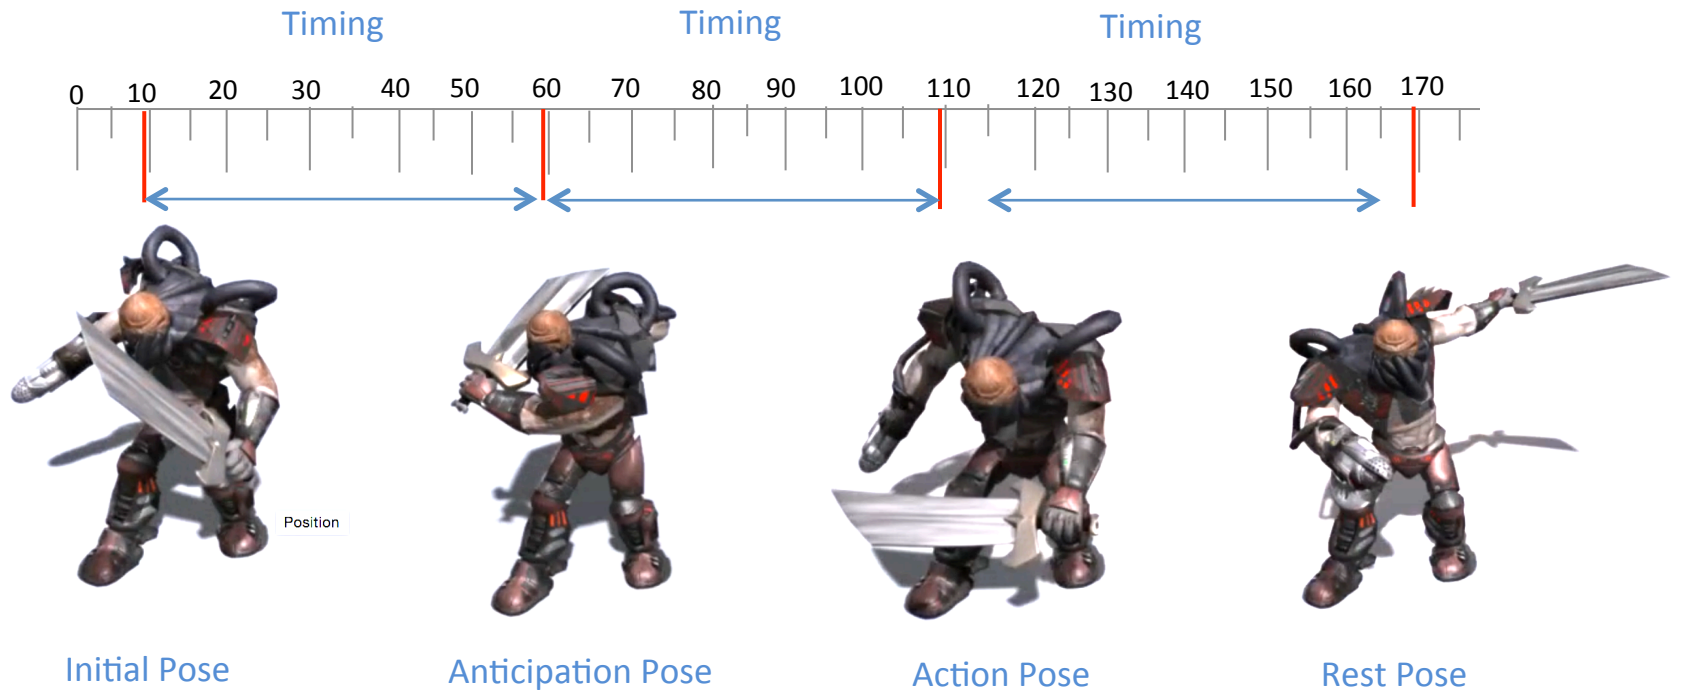 Timing Timing Timing
0 10 20 30 40 50 60 70 80 90 100 110 120 130 140 150 160 170
Position
Initial Pose Anticipation Pose Action Pose Rest Pose